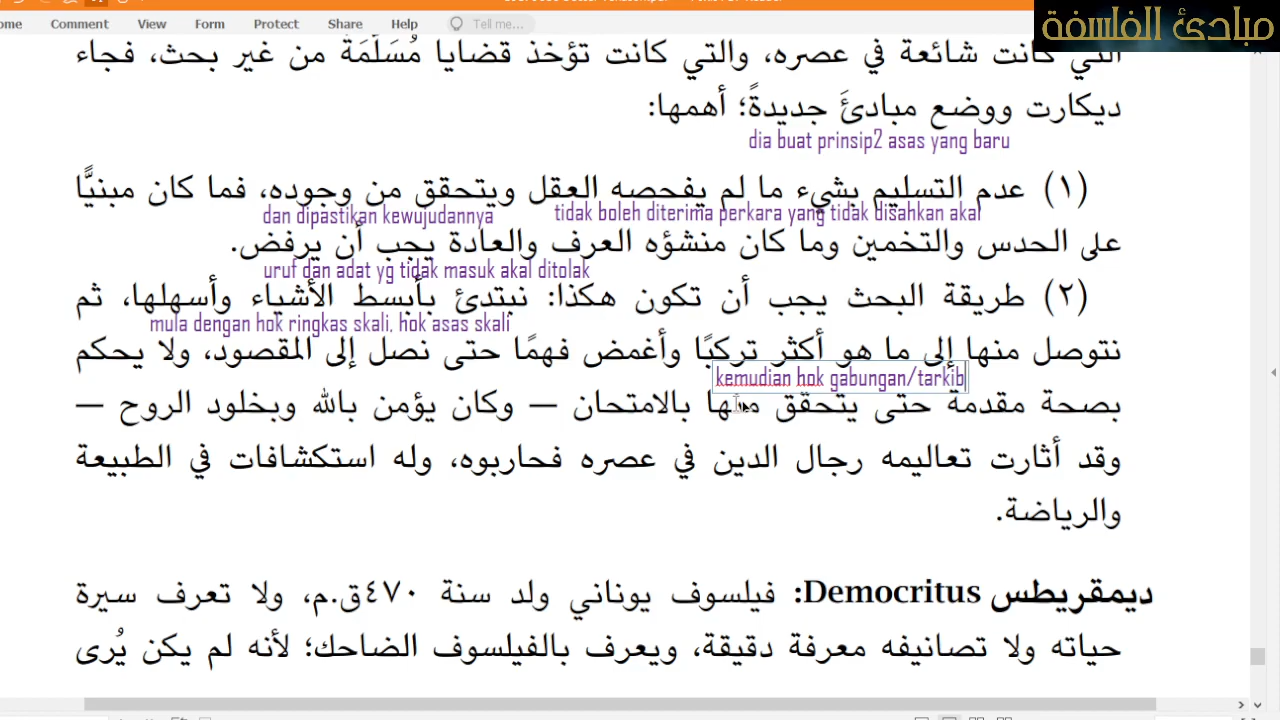 مبادئ الفلسفة
Comment View Form Protect Share Help Tell me...
التي كانت شائعة في عصره، والتي كانت تؤخذ قضايا مُسَلَّمَة من غير بحث، فجاء
ديكارت ووضع مبادئَ جديدةً؛ أهمها:
dia buat prinsip2 asas yang baru
(١) عدم التسليم بشيء ما لم يفحصه العقل ويتحقق من وجوده، فما كان مبنيًّا
dan dipastikan kewujudannya tidak boleh diterima perkara yang tidak disahkan akal
على الحدس والتخمين وما كان منشؤه العرف والعادة يجب أن يرفض.
uruf dan adat yg tidak masuk akal ditolak
(٢) طريقة البحث يجب أن تكون هكذا: نبتدئ بأبسط الأشياء وأسهلها، ثم
mula dengan hok ringkas skali, hok asas skali
نتوصل منها إلى ما هو أكثر تركبًا وأغمض فهمًا حتى نصل إلى المقصود، ولا يحكم
kemudian hok gabungan/tarkib
بصحة مقدمة حتى يتحقق منها بالامتحان — وكان يؤمن بالله وبخلود الروح —
وقد أثارت تعاليمه رجال الدين في عصره فحاربوه، وله استكشافات في الطبيعة
والرياضة.
ديمقريطس Democritus: فيلسوف يوناني ولد سنة ٤٧٠ق.م، ولا تعرف سيرة
حياته ولا تصانيفه معرفة دقيقة، ويعرف بالفيلسوف الضاحك؛ لأنه لم يكن يُرى